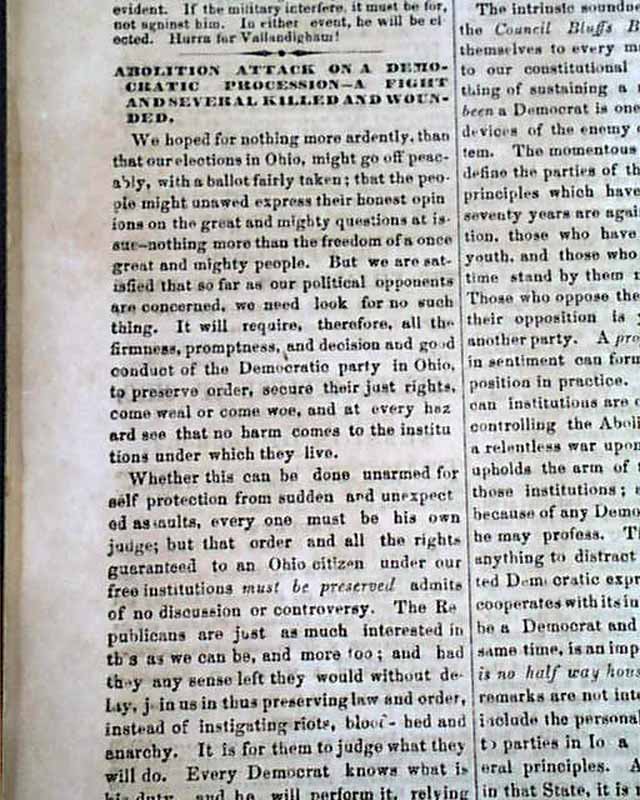 evident. If the military interfere, it must be for,
not against him. In either event, he will be el-
ected. Hurra for Vallandigham!
ABOLITION ATTACK ON A DEMO-
CRATIC PROCESSION—A FIGHT
AND SEVERAL KILLED AND WOUN-
DED.
We hoped for nothing more ardently, than
that our elections in Ohio, might go off peac-
ably, with a ballot fairly taken; that the peo-
ple might unawed express their honest opin
ions on the great and mighty questions at is-
sue—nothing more than the freedom of a once
great and mighty people. But we are sat-
isfied that so far as our political opponents
are concerned, we need look for no such
thing. It will require, therefore, all the
firmness, promptness, and decision and good
conduct of the Democratic party in Ohio,
to preserve order, secure their just rights,
come weal or come woe, and at every haz
ard see that no harm comes to the institu
tions under which they live.
Whether this can be done unarmed for
self protection from sudden and unexpect
ed assaults, every one must be his own
judge; but that order and all the rights
guaranteed to an Ohio citizen under our
free institutions must be preserved admits
of no discussion or controversy. The Re
publicans are just as much interested in
this as we can be, and more too; and had
they any sense left they would without de-
lay, join us in thus preserving law and order,
instead of instigating riots, blood-shed and
anarchy. It is for them to judge what they
will do. Every Democrat knows what is
his duty, and he will perform it, relying
The intrinsic soundn
the Council Bluffs B
themselves to every m
to our constitutional
thing of sustaining a
been a Democrat is one
devices of the enemy
tem. The momentous
define the parties of th
principles which have
seventy years are agai
tion, those who have
youth, and those who
time stand by them
Those who oppose the
their opposition is
another party. A pro
in sentiment can form
position in practice.
can institutions are
controlling the Aboli
a relentless war upon
upholds the arm of
those institutions;
because of any Demo
he may profess. T
anything to distract
ted Democratic expr
cooperates with its in
be a Democrat and
same time, is an imp
is no half way hous
remarks are not inte
include the personal
to parties in Io a
eral principles. A
in that State, it is